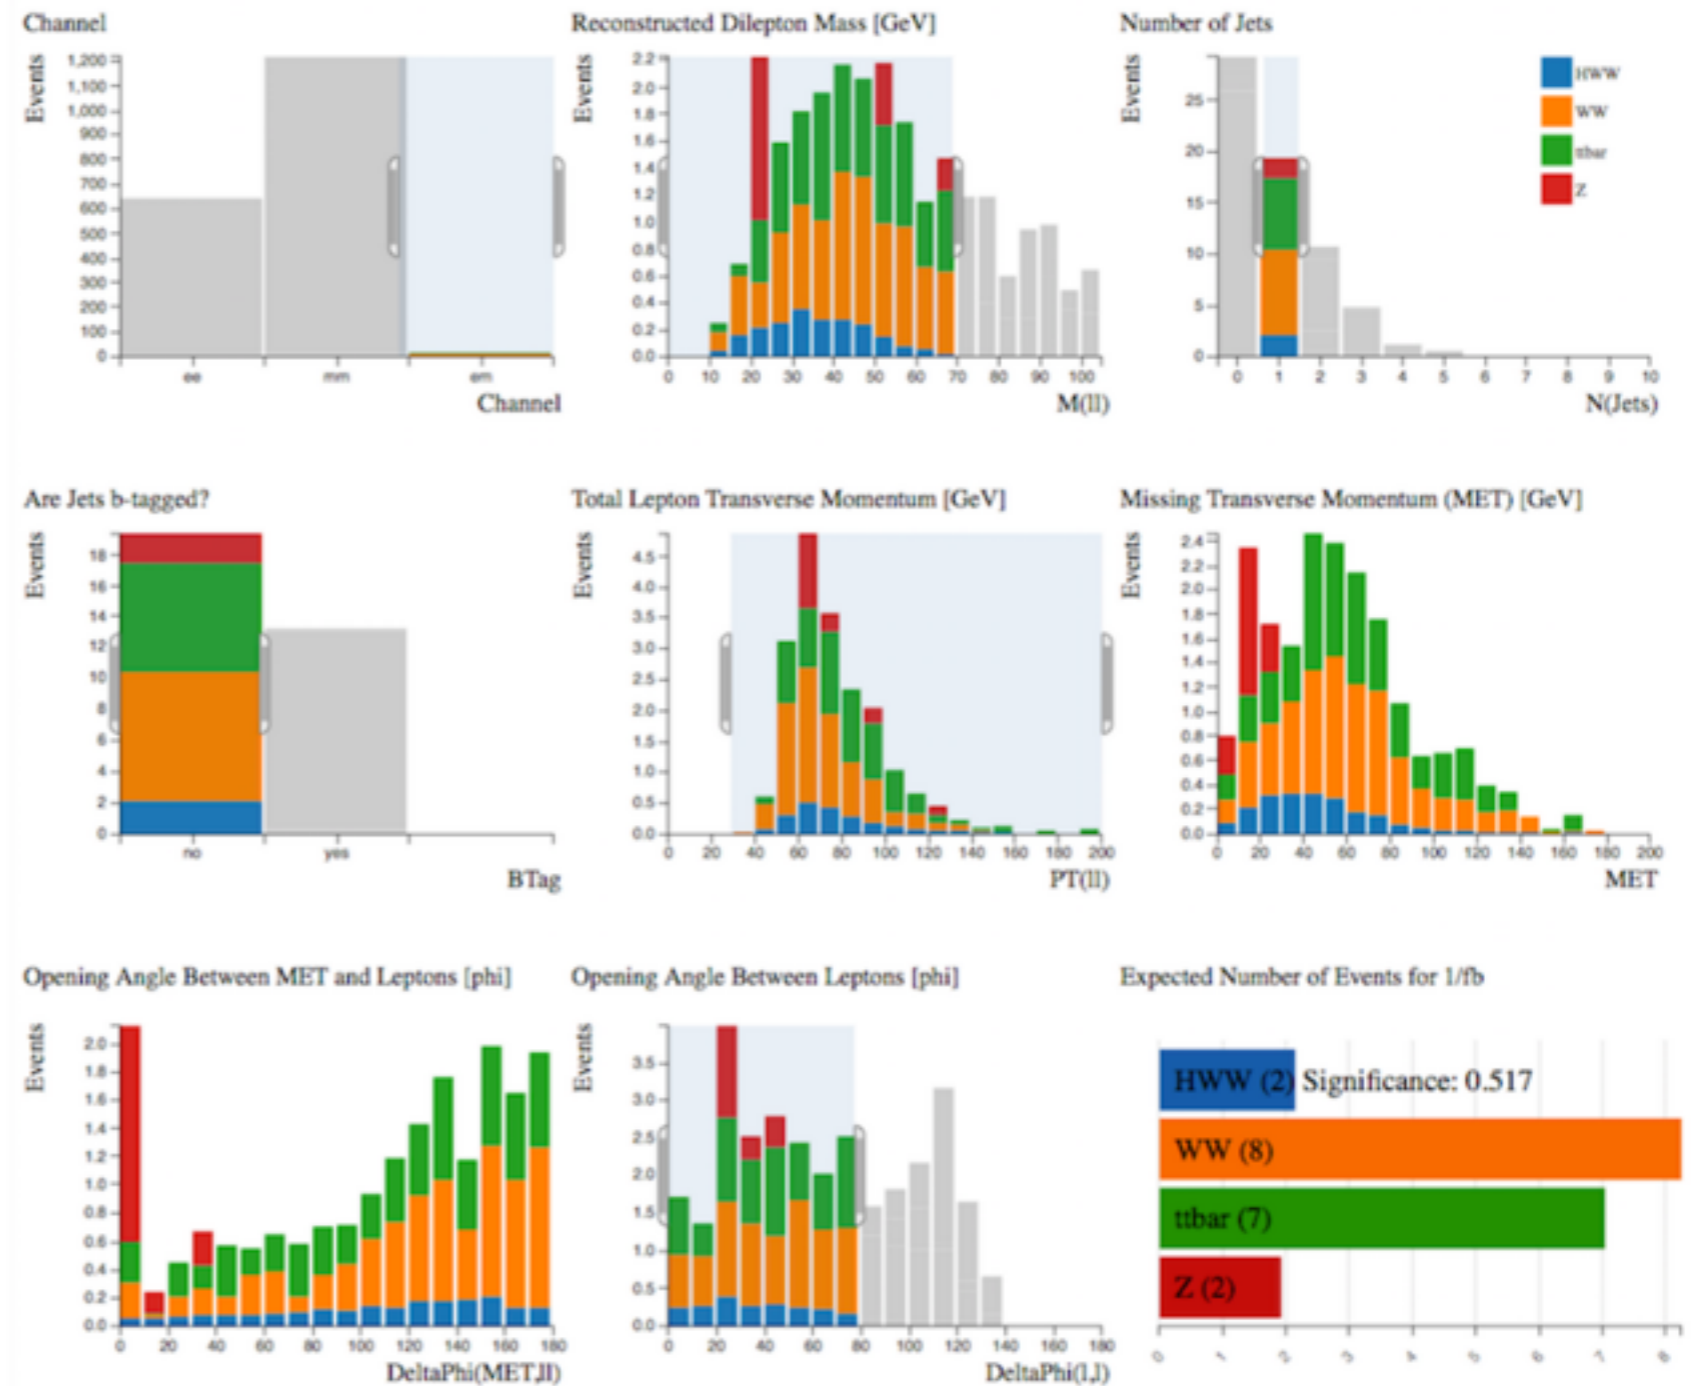 Channel
Events
1,200
1,100
1,000
900
800
700
600
500
400
300
200
100
0
ee mm em
Channel
Reconstructed Dilepton Mass [GeV]
Events
2.2
2.0
1.8
1.6
1.4
1.2
1.0
0.8
0.6
0.4
0.2
0.0
0 10 20 30 40 50 60 70 80 90 100
M(ll)
Number of Jets
Events
25
20
15
10
5
0
0 1 2 3 4 5 6 7 8 9 10
N(Jets)
HWW
WW
ttbar
Z
Are Jets b-tagged?
Events
18
16
14
12
10
8
6
4
2
0
no yes
BTag
Total Lepton Transverse Momentum [GeV]
Events
4.5
4.0
3.5
3.0
2.5
2.0
1.5
1.0
0.5
0.0
0 20 40 60 80 100 120 140 160 180 200
PT(ll)
Missing Transverse Momentum (MET) [GeV]
Events
2.4
2.2
2.0
1.8
1.6
1.4
1.2
1.0
0.8
0.6
0.4
0.2
0.0
0 20 40 60 80 100 120 140 160 180 200
MET
Opening Angle Between MET and Leptons [phi]
Events
2.0
1.8
1.6
1.4
1.2
1.0
0.8
0.6
0.4
0.2
0.0
0 20 40 60 80 100 120 140 160 180
DeltaPhi(MET,ll)
Opening Angle Between Leptons [phi]
Events
3.5
3.0
2.5
2.0
1.5
1.0
0.5
0.0
0 20 40 60 80 100 120 140 160 180
DeltaPhi(l,l)
Expected Number of Events for 1/fb
HWW (2) Significance: 0.517
WW (8)
ttbar (7)
Z (2)
0 1 2 3 4 5 6 7 8